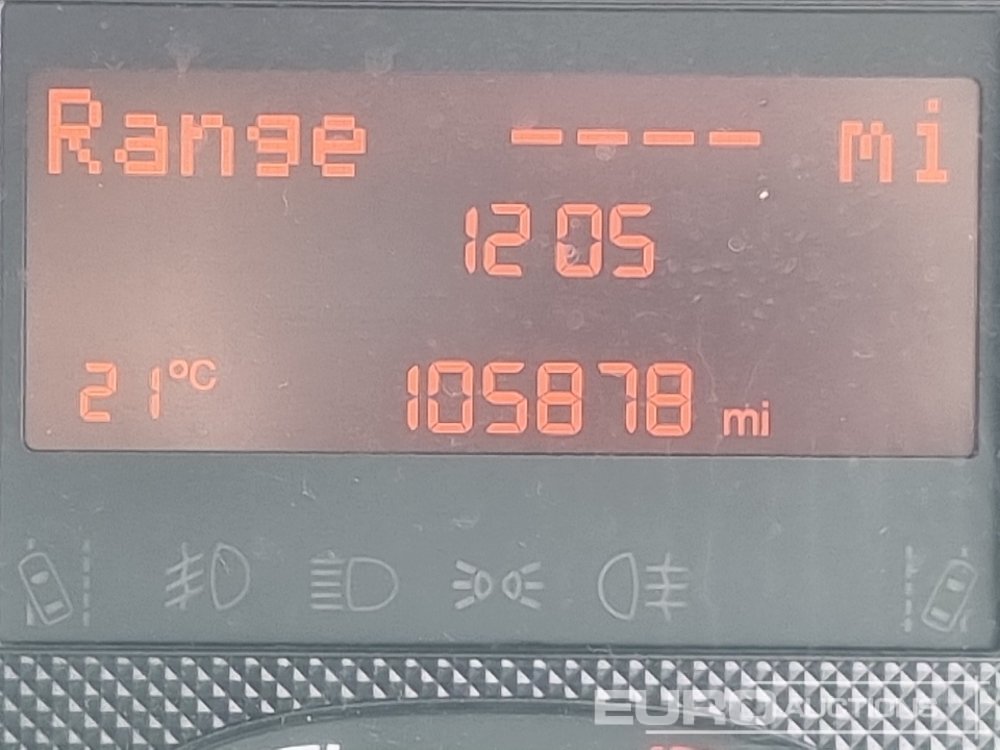 Range ---- mi
12 05
21°C 105878 mi
EURO AUCTIONS